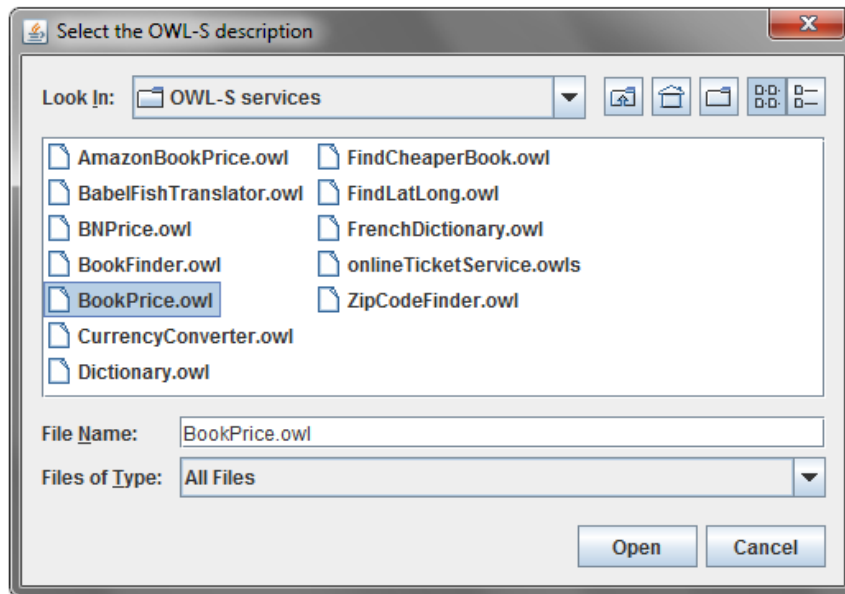 Select the OWL-S description
Look In: OWL-S services
AmazonBookPrice.owl FindCheaperBook.owl
BabelFishTranslator.owl FindLatLong.owl
BNPrice.owl FrenchDictionary.owl
BookFinder.owl onlineTicketService.owls
BookPrice.owl ZipCodeFinder.owl
CurrencyConverter.owl
Dictionary.owl
File Name: BookPrice.owl
Files of Type: All Files
Open Cancel